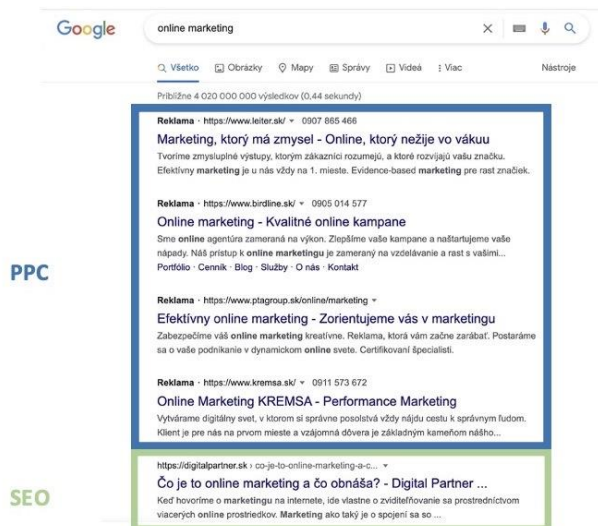 Google
online marketing
Všetko Obrázky Mapy Správy Videá Viac Nástroje
Približne 4 020 000 000 výsledkov (0,44 sekundy)
Reklama · https://www.leiter.sk/ 0907 865 466
Marketing, ktorý má zmysel - Online, ktorý nežije vo vákuu
Tvoríme zmysluplné výstupy, ktorým zákazníci rozumejú, a ktoré rozvíjajú vašu značku.
Efektívny marketing je u nás vždy na 1. mieste. Evidence-based marketing pre rast značiek.
Reklama · https://www.birdline.sk/ 0905 014 577
Online marketing - Kvalitné online kampane
Sme online agentúra zameraná na výkon. Zlepšíme vaše kampane a naštartujeme vaše
nápady. Náš prístup k online marketingu je zameraný na vzdelávanie a rast s vašimi...
Portfólio · Cenník · Blog · Služby · O nás · Kontakt
PPC
Reklama · https://www.ptagroup.sk/online/marketing
Efektívny online marketing - Zorientujeme vás v marketingu
Zabezpečíme váš online marketing kreatívne. Reklama, ktorá vám začne zarábať. Postaráme
sa o vaše podnikanie v dynamickom online svete. Certifikovaní špecialisti.
Reklama · https://www.kremsa.sk/ 0911 573 672
Online Marketing KREMSA - Performance Marketing
Vytvárame digitálny svet, v ktorom si správne posolstvá vždy nájdu cestu k správnym ľudom.
Klient je pre nás na prvom mieste a vzájomná dôvera je základným kameňom nášho...
https://digitalpartner.sk › co-je-to-online-marketing-a-c...
Čo je to online marketing a čo obnáša? - Digital Partner ...
SEO
Keď hovoríme o marketingu na internete, ide vlastne o zviditeľňovanie sa prostredníctvom
viacerých online prostriedkov. Marketing ako taký je o spojení sa so ...